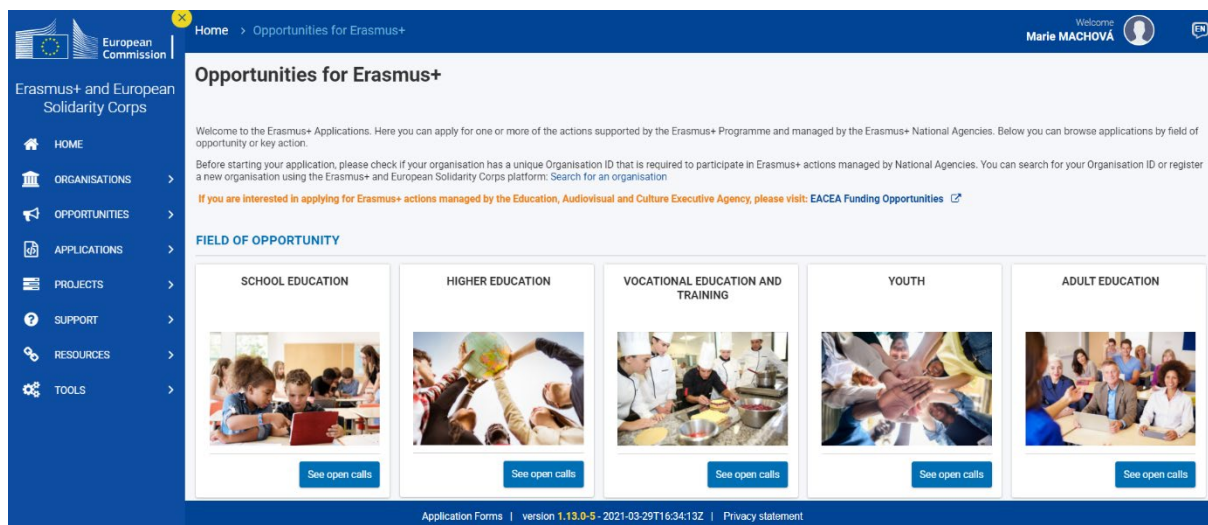 European
Commission
Erasmus+ and European
Solidarity Corps
HOME
ORGANISATIONS
OPPORTUNITIES
APPLICATIONS
PROJECTS
SUPPORT
RESOURCES
TOOLS
Home > Opportunities for Erasmus+
Welcome
Marie MACHOVÁ
EN
Opportunities for Erasmus+
Welcome to the Erasmus+ Applications. Here you can apply for one or more of the actions supported by the Erasmus+ Programme and managed by the Erasmus+ National Agencies. Below you can browse applications by field of
opportunity or key action.
Before starting your application, please check if your organisation has a unique Organisation ID that is required to participate in Erasmus+ actions managed by National Agencies. You can search for your Organisation ID or register
a new organisation using the Erasmus+ and European Solidarity Corps platform: Search for an organisation
If you are interested in applying for Erasmus+ actions managed by the Education, Audiovisual and Culture Executive Agency, please visit: EACEA Funding Opportunities
FIELD OF OPPORTUNITY
SCHOOL EDUCATION
See open calls
HIGHER EDUCATION
See open calls
VOCATIONAL EDUCATION AND
TRAINING
See open calls
YOUTH
See open calls
ADULT EDUCATION
See open calls
Application Forms | version 1.13.0-5 - 2021-03-29T16:34:13Z | Privacy statement